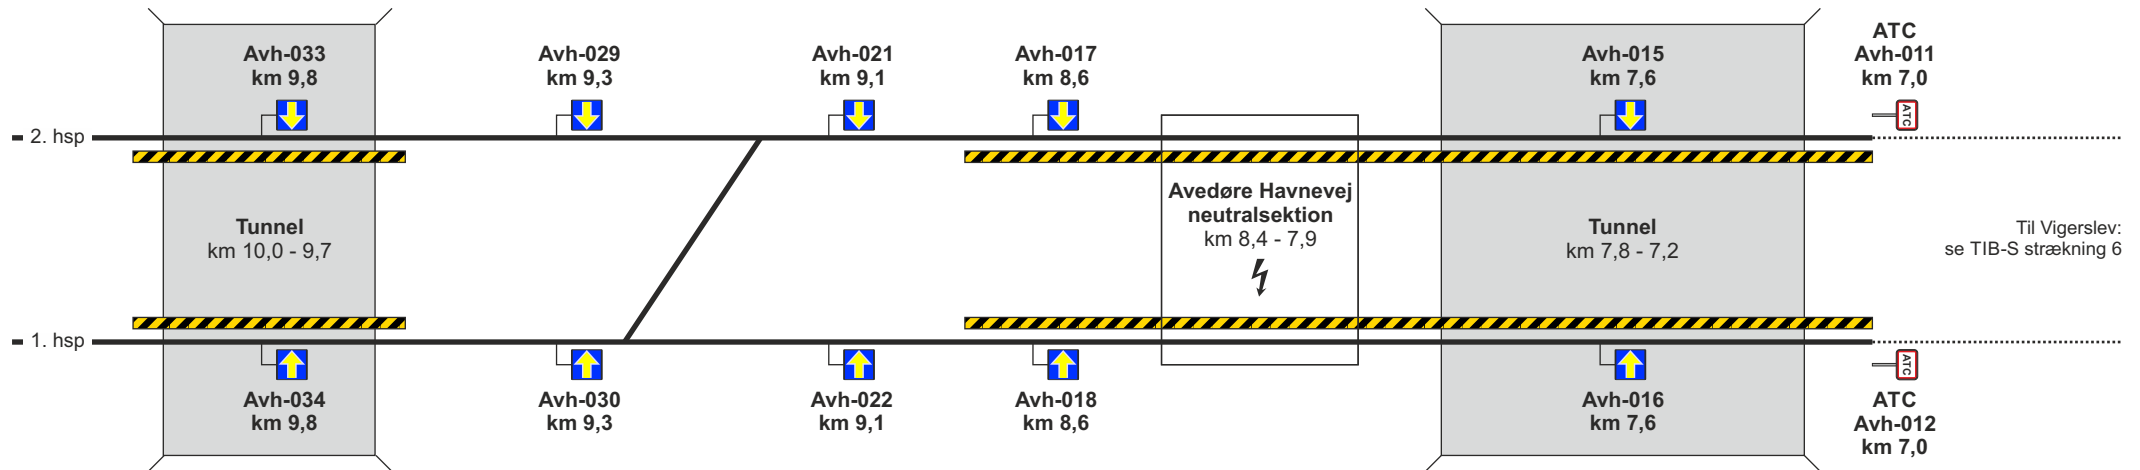 Avh-033
km 9,8
Avh-029
km 9,3
Avh-021
km 9,1
Avh-017
km 8,6
Avh-015
km 7,6
ATC
Avh-011
km 7,0
ATC
2. hsp
Tunnel
km 10,0 - 9,7
Avedøre Havnevej
neutralsektion
km 8,4 - 7,9
Tunnel
km 7,8 - 7,2
Til Vigerslev:
se TIB-S strækning 6
1. hsp
ATC
Avh-034
km 9,8
Avh-030
km 9,3
Avh-022
km 9,1
Avh-018
km 8,6
Avh-016
km 7,6
ATC
Avh-012
km 7,0